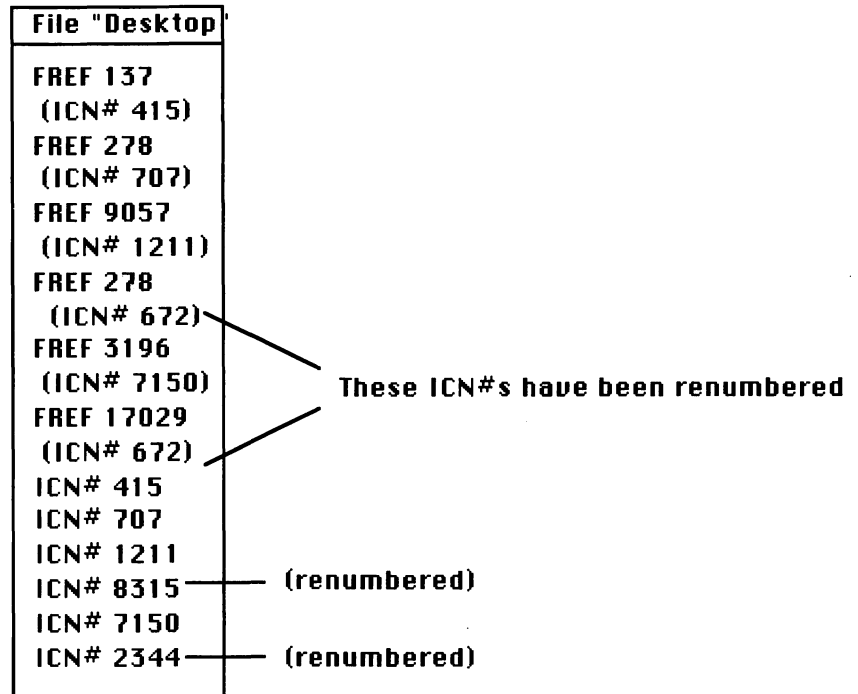 File "Desktop"
FREF 137
(ICN# 415)
FREF 278
(ICN# 707)
FREF 9057
(ICN# 1211)
FREF 278
(ICN# 672)
FREF 3196
(ICN# 7150)
These ICN#s have been renumbered
FREF 17029
(ICN# 672)
ICN# 415
ICN# 707
ICN# 1211
ICN# 8315 (renumbered)
ICN# 7150
ICN# 2344 (renumbered)